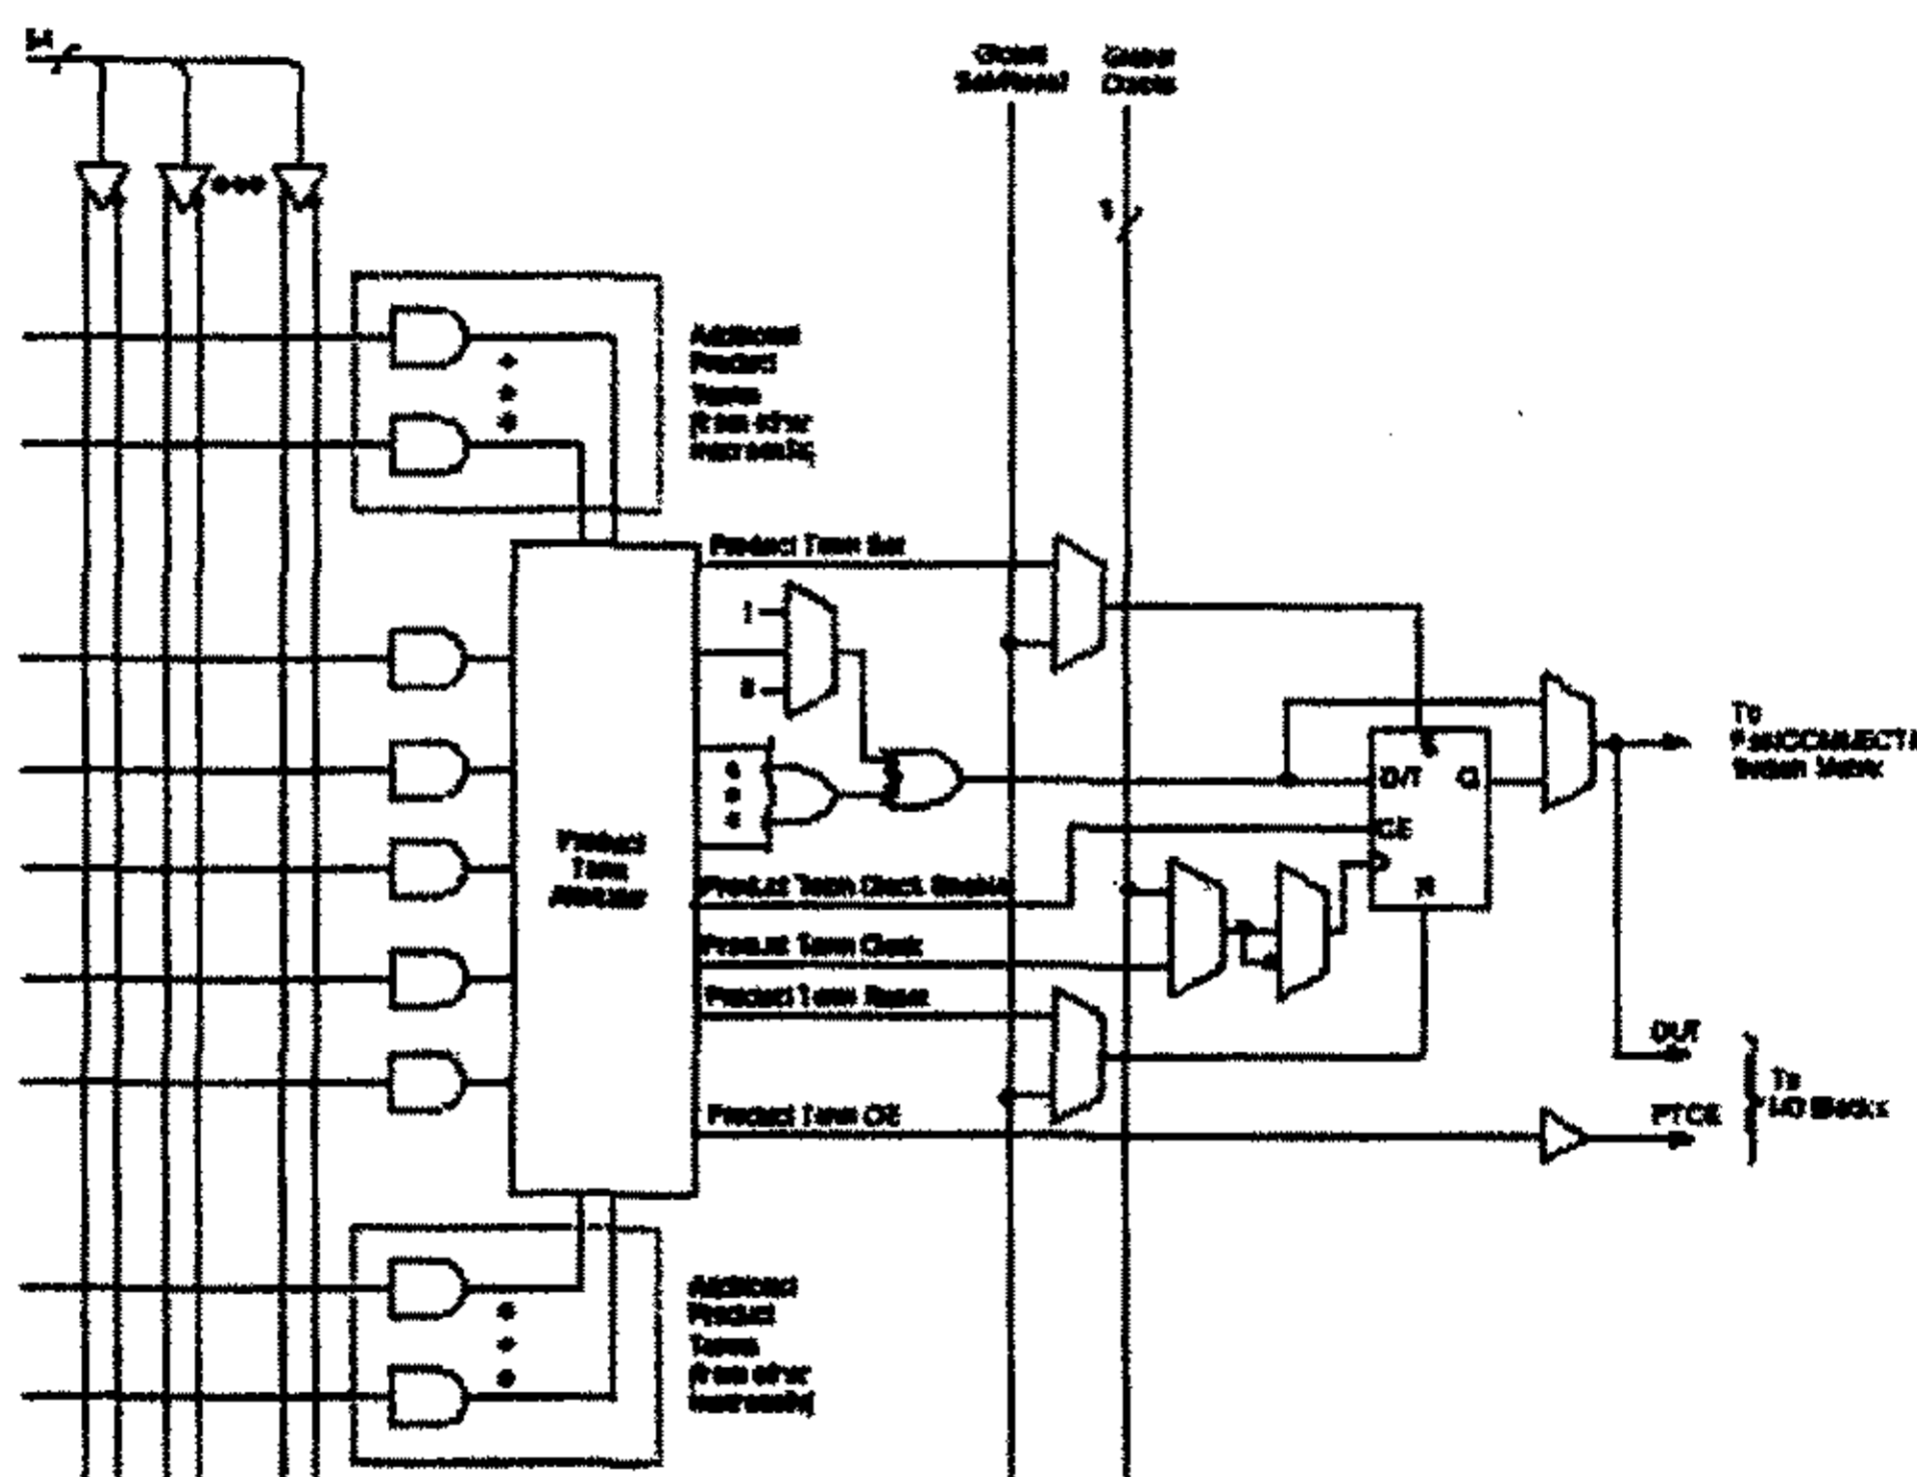 54
Global
Set/Reset
Global
Clocks
Additional
Product
Terms
from other
macrocells
Product Term Set
1
0
Product
Term
Allocator
D/T
Q
CE
S
R
Product Term Clock Enable
Product Term Clock
Product Term Reset
Product Term OE
To
Switch Matrix
OUT
PTOE
To
I/O Blocks
Additional
Product
Terms
from other
macrocells